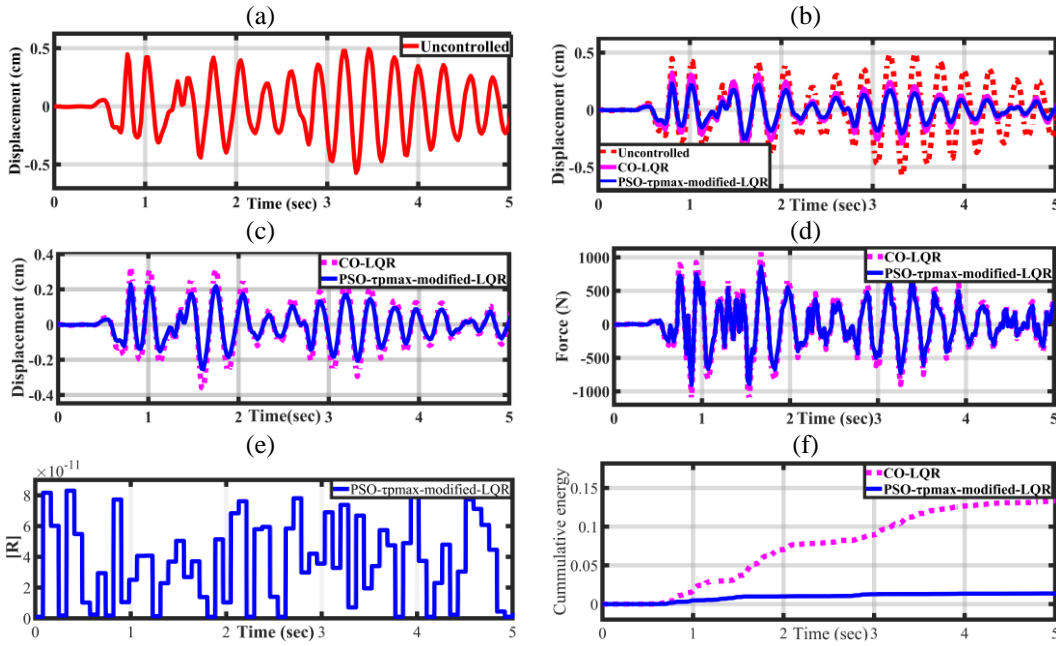 (a)
0.5
0
-0.5
Displacement (cm)
Uncontrolled
0 1 2 3 4 5
Time (sec)
(b)
0.5
0
-0.5
Displacement (cm)
Uncontrolled
CO-LQR
PSO-τpmax-modified-LQR
0 1 2 3 4 5
Time (sec)
(c)
0.4
0.2
0
-0.2
-0.4
Displacement (cm)
CO-LQR
PSO-τpmax-modified-LQR
0 1 2 3 4 5
Time(sec)
(d)
1000
500
0
-500
-1000
Force (N)
CO-LQR
PSO-τpmax-modified-LQR
0 1 2 3 4 5
Time (sec)
(e)
×10-11
8
6
4
2
0
[R]
PSO-τpmax-modified-LQR
0 1 2 3 4 5
Time (sec)
(f)
0.15
0.1
0.05
0
Cummulative energy
CO-LQR
PSO-τpmax-modified-LQR
0 1 2 3 4 5
Time (sec)